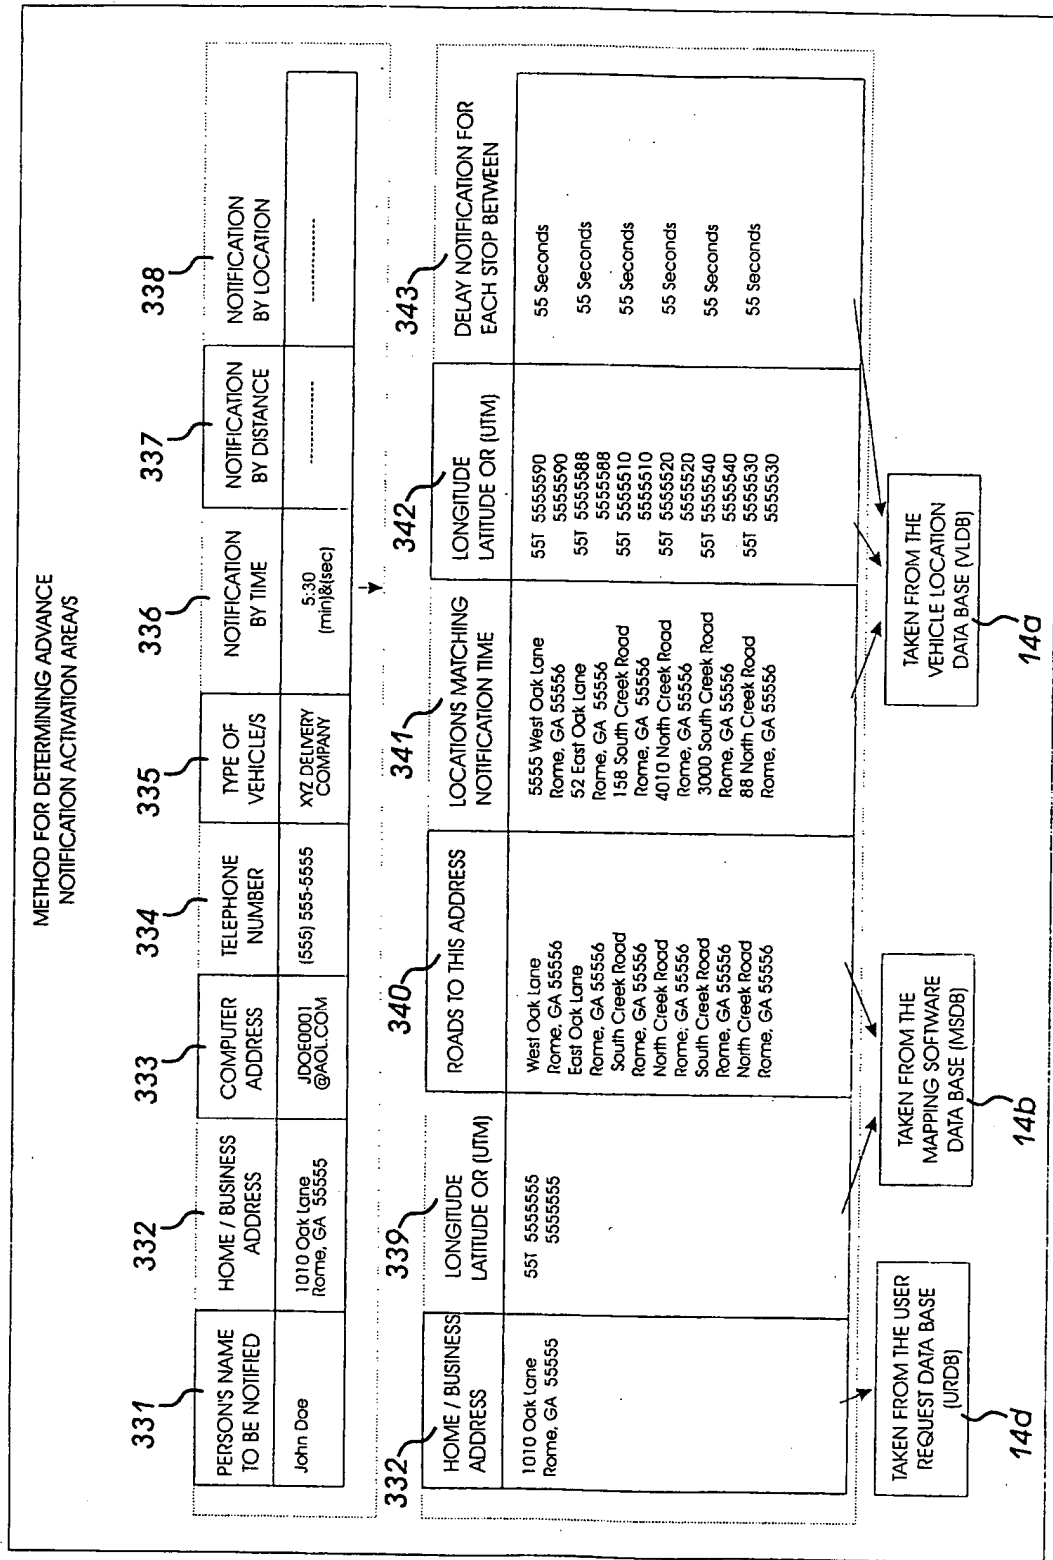 METHOD FOR DETERMINING ADVANCE
NOTIFICATION ACTIVATION AREA/S
331
332
333
334
335
336
337
338
PERSON'S NAME
TO BE NOTIFIED
HOME / BUSINESS
ADDRESS
COMPUTER
ADDRESS
TELEPHONE
NUMBER
TYPE OF
VEHICLE/S
NOTIFICATION
BY TIME
NOTIFICATION
BY DISTANCE
NOTIFICATION
BY LOCATION
John Doe
1010 Oak Lane
Rome, GA 55555
JDOE0001
@AOL.COM
(555) 555-5555
XYZ DELIVERY
COMPANY
5:30
(min)&(sec)
--------------
--------------
332
339
340
341
342
343
HOME / BUSINESS
ADDRESS
LONGITUDE
LATITUDE OR (UTM)
ROADS TO THIS ADDRESS
LOCATIONS MATCHING
NOTIFICATION TIME
LONGITUDE
LATITUDE OR (UTM)
DELAY NOTIFICATION FOR
EACH STOP BETWEEN
1010 Oak Lane
Rome, GA 55555
55T 5555555
5555555
West Oak Lane
Rome, GA 55556
East Oak Lane
Rome, GA 55556
South Creek Road
Rome, GA 55556
North Creek Road
Rome; GA 55556
South Creek Road
Rome, GA 55556
North Creek Road
Rome, GA 55556
5555 West Oak Lane
Rome, GA 55556
52 East Oak Lane
Rome, GA 55556
158 South Creek Road
Rome, GA 55556
4010 North Creek Road
Rome, GA 55556
3000 South Creek Road
Rome, GA 55556
88 North Creek Road
Rome, GA 55556
55T 5555590
5555590
55T 5555588
5555588
55T 5555510
5555510
55T 5555520
5555520
55T 5555540
5555540
55T 5555530
5555530
55 Seconds
55 Seconds
55 Seconds
55 Seconds
55 Seconds
55 Seconds
TAKEN FROM THE USER
REQUEST DATA BASE
(URDB)
14d
TAKEN FROM THE
MAPPING SOFTWARE
DATA BASE (MSDB)
14b
TAKEN FROM THE
VEHICLE LOCATION
DATA BASE (VLDB)
14a